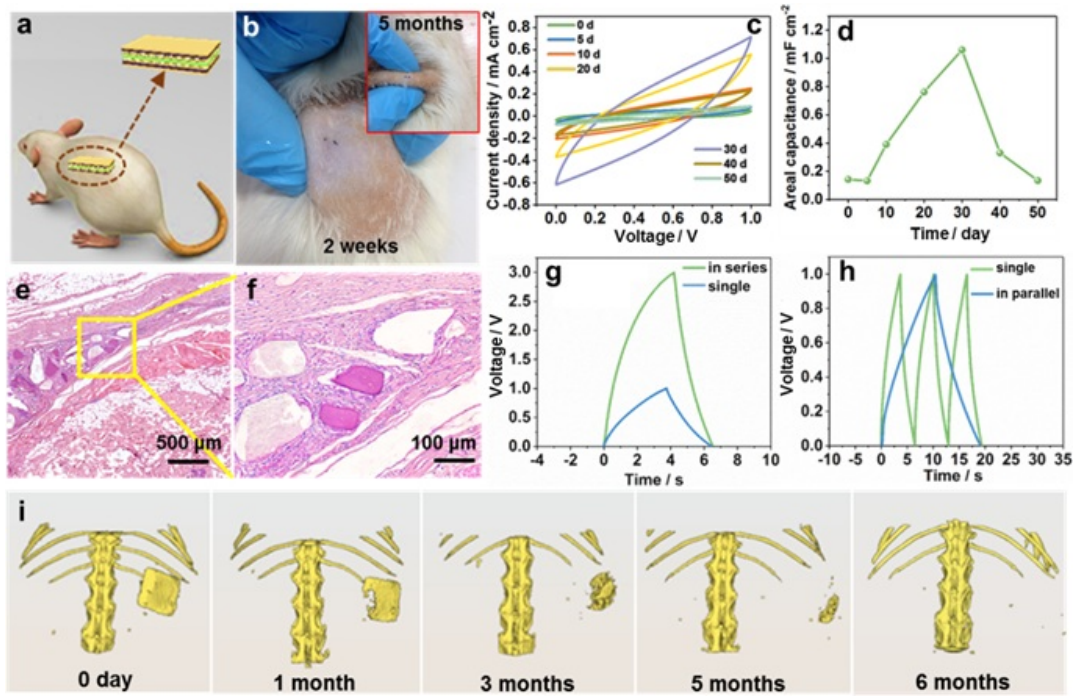 a
b
5 months
2 weeks
c
0 d
5 d
10 d
20 d
30 d
40 d
50 d
Current density / mA cm⁻²
0.8
0.6
0.4
0.2
0.0
-0.2
-0.4
-0.6
-0.8
0.0 0.2 0.4 0.6 0.8 1.0
Voltage / V
d
Areal capacitance / mF cm⁻²
1.2
1.0
0.8
0.6
0.4
0.2
0.0
0 10 20 30 40 50
Time / day
e
500 μm
f
100 μm
g
in series
single
Voltage / V
3.0
2.5
2.0
1.5
1.0
0.5
0.0
-4 -2 0 2 4 6 8 10
Time / s
h
single
in parallel
Voltage / V
1.0
0.8
0.6
0.4
0.2
0.0
-10 -5 0 5 10 15 20 25 30 35
Time / s
i
0 day
1 month
3 months
5 months
6 months